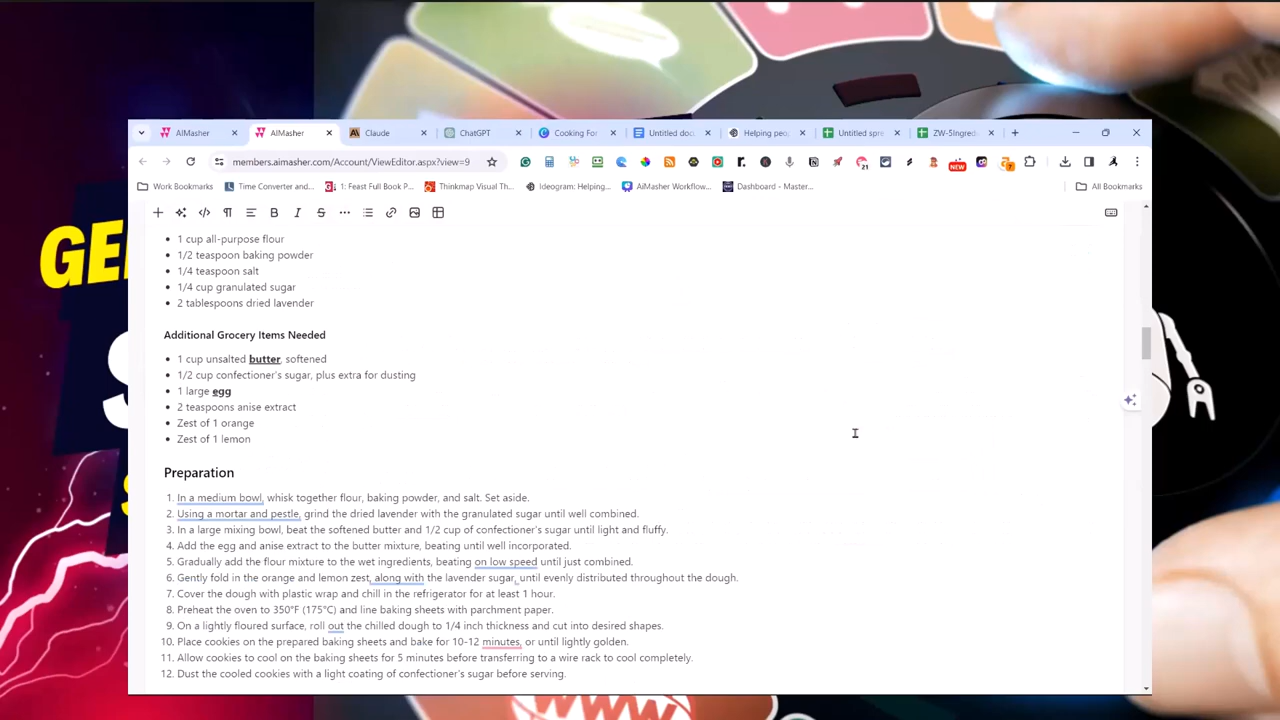 AIMasher
AIMasher
Claude
ChatGPT
Cooking For
Untitled doc
Helping peo
Untitled spre
ZW-5Ingred
members.aimasher.com/Account/ViewEditor.aspx?view=9
21
NEW
7
Work Bookmarks
Time Converter and...
1: Feast Full Book P...
Thinkmap Visual Th...
Ideogram: Helping...
AiMasher Workflow...
Dashboard - Master...
All Bookmarks
1 cup all-purpose flour
1/2 teaspoon baking powder
1/4 teaspoon salt
1/4 cup granulated sugar
2 tablespoons dried lavender
Additional Grocery Items Needed
1 cup unsalted butter, softened
1/2 cup confectioner's sugar, plus extra for dusting
1 large egg
2 teaspoons anise extract
Zest of 1 orange
Zest of 1 lemon
Preparation
1. In a medium bowl, whisk together flour, baking powder, and salt. Set aside.
2. Using a mortar and pestle, grind the dried lavender with the granulated sugar until well combined.
3. In a large mixing bowl, beat the softened butter and 1/2 cup of confectioner's sugar until light and fluffy.
4. Add the egg and anise extract to the butter mixture, beating until well incorporated.
5. Gradually add the flour mixture to the wet ingredients, beating on low speed until just combined.
6. Gently fold in the orange and lemon zest, along with the lavender sugar, until evenly distributed throughout the dough.
7. Cover the dough with plastic wrap and chill in the refrigerator for at least 1 hour.
8. Preheat the oven to 350°F (175°C) and line baking sheets with parchment paper.
9. On a lightly floured surface, roll out the chilled dough to 1/4 inch thickness and cut into desired shapes.
10. Place cookies on the prepared baking sheets and bake for 10-12 minutes, or until lightly golden.
11. Allow cookies to cool on the baking sheets for 5 minutes before transferring to a wire rack to cool completely.
12. Dust the cooled cookies with a light coating of confectioner's sugar before serving.
GE
S
WWW